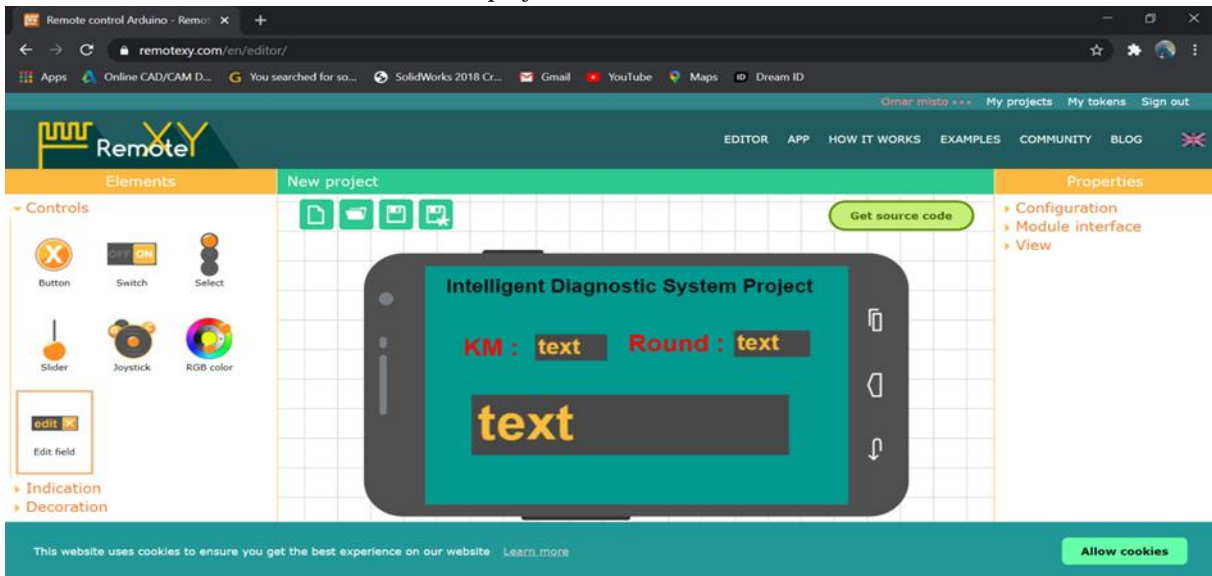 Remote control Arduino - Remot
remotexy.com/en/editor/
Apps Online CAD/CAM D... You searched for so... SolidWorks 2018 Cr... Gmail YouTube Maps Dream ID
Omar misto My projects My tokens Sign out
RemoteXY EDITOR APP HOW IT WORKS EXAMPLES COMMUNITY BLOG
Elements New project Properties
Controls
Get source code
Configuration
Module interface
View
OFF ON
Button Switch Select
Slider Joystick RGB color
edit
Edit field
Indication
Decoration
Intelligent Diagnostic System Project
KM : text Round : text
text
This website uses cookies to ensure you get the best experience on our website Learn more Allow cookies